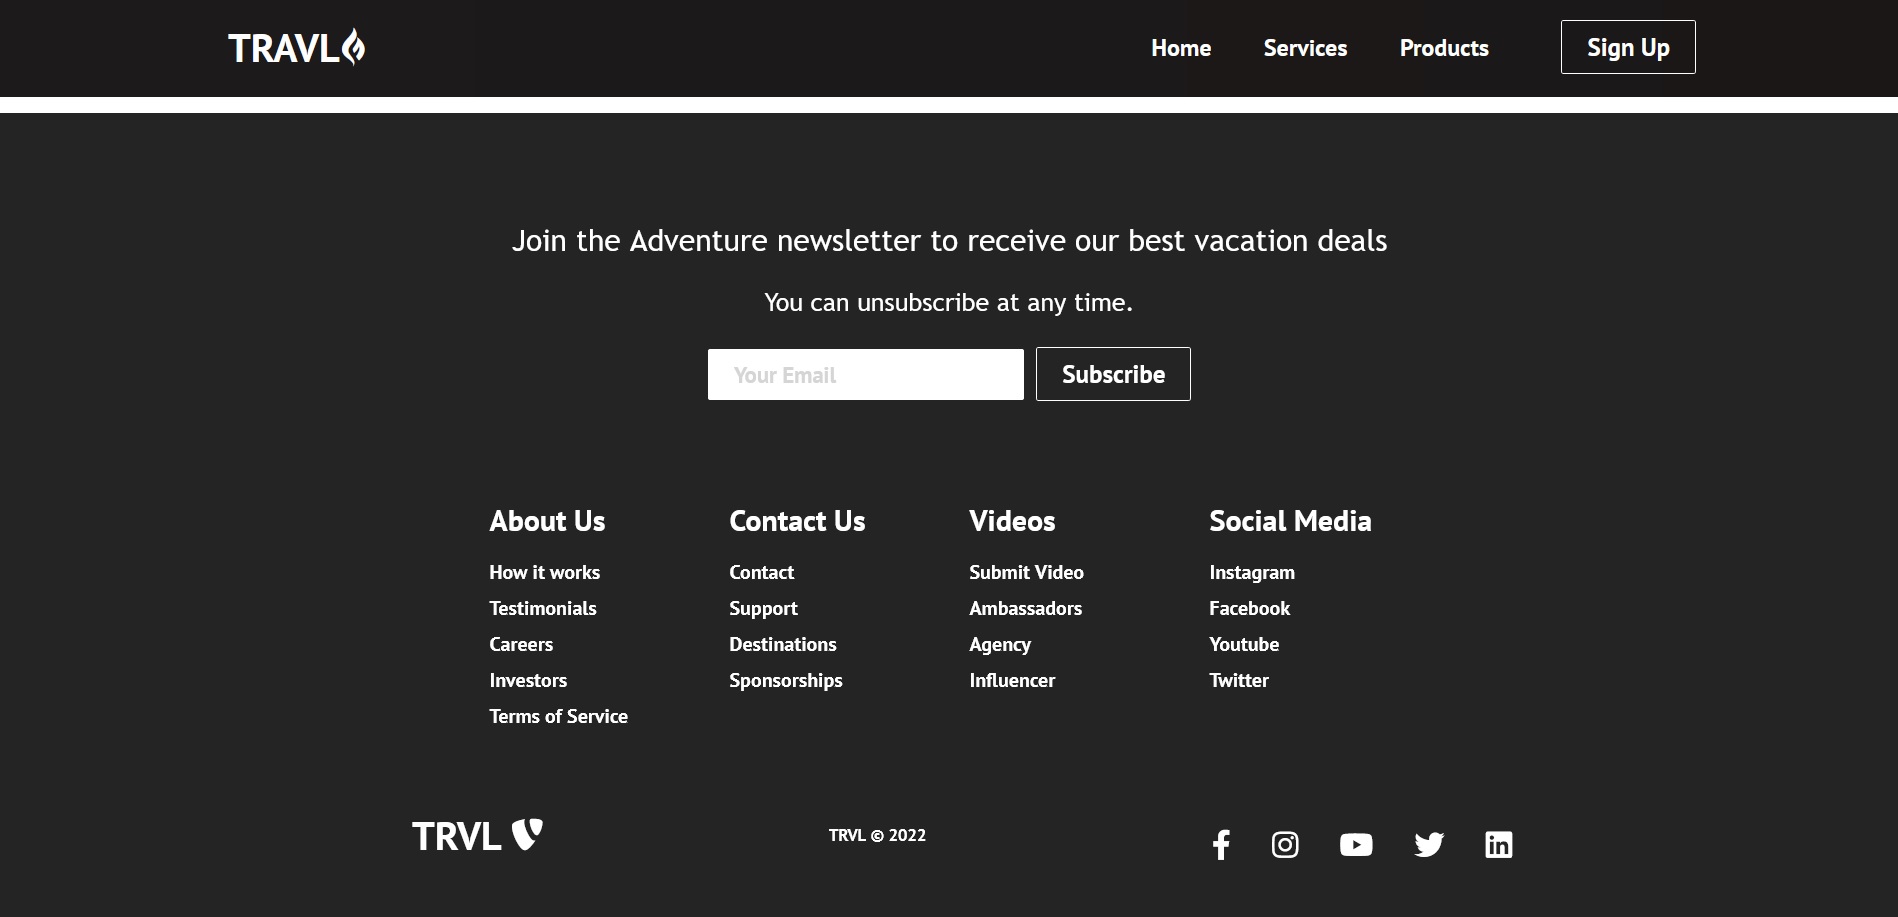 TRAVL
Home Services Products Sign Up
Join the Adventure newsletter to receive our best vacation deals
You can unsubscribe at any time.
Your Email Subscribe
About Us
How it works
Testimonials
Careers
Investors
Terms of Service
Contact Us
Contact
Support
Destinations
Sponsorships
Videos
Submit Video
Ambassadors
Agency
Influencer
Social Media
Instagram
Facebook
Youtube
Twitter
TRVL
TRVL © 2022